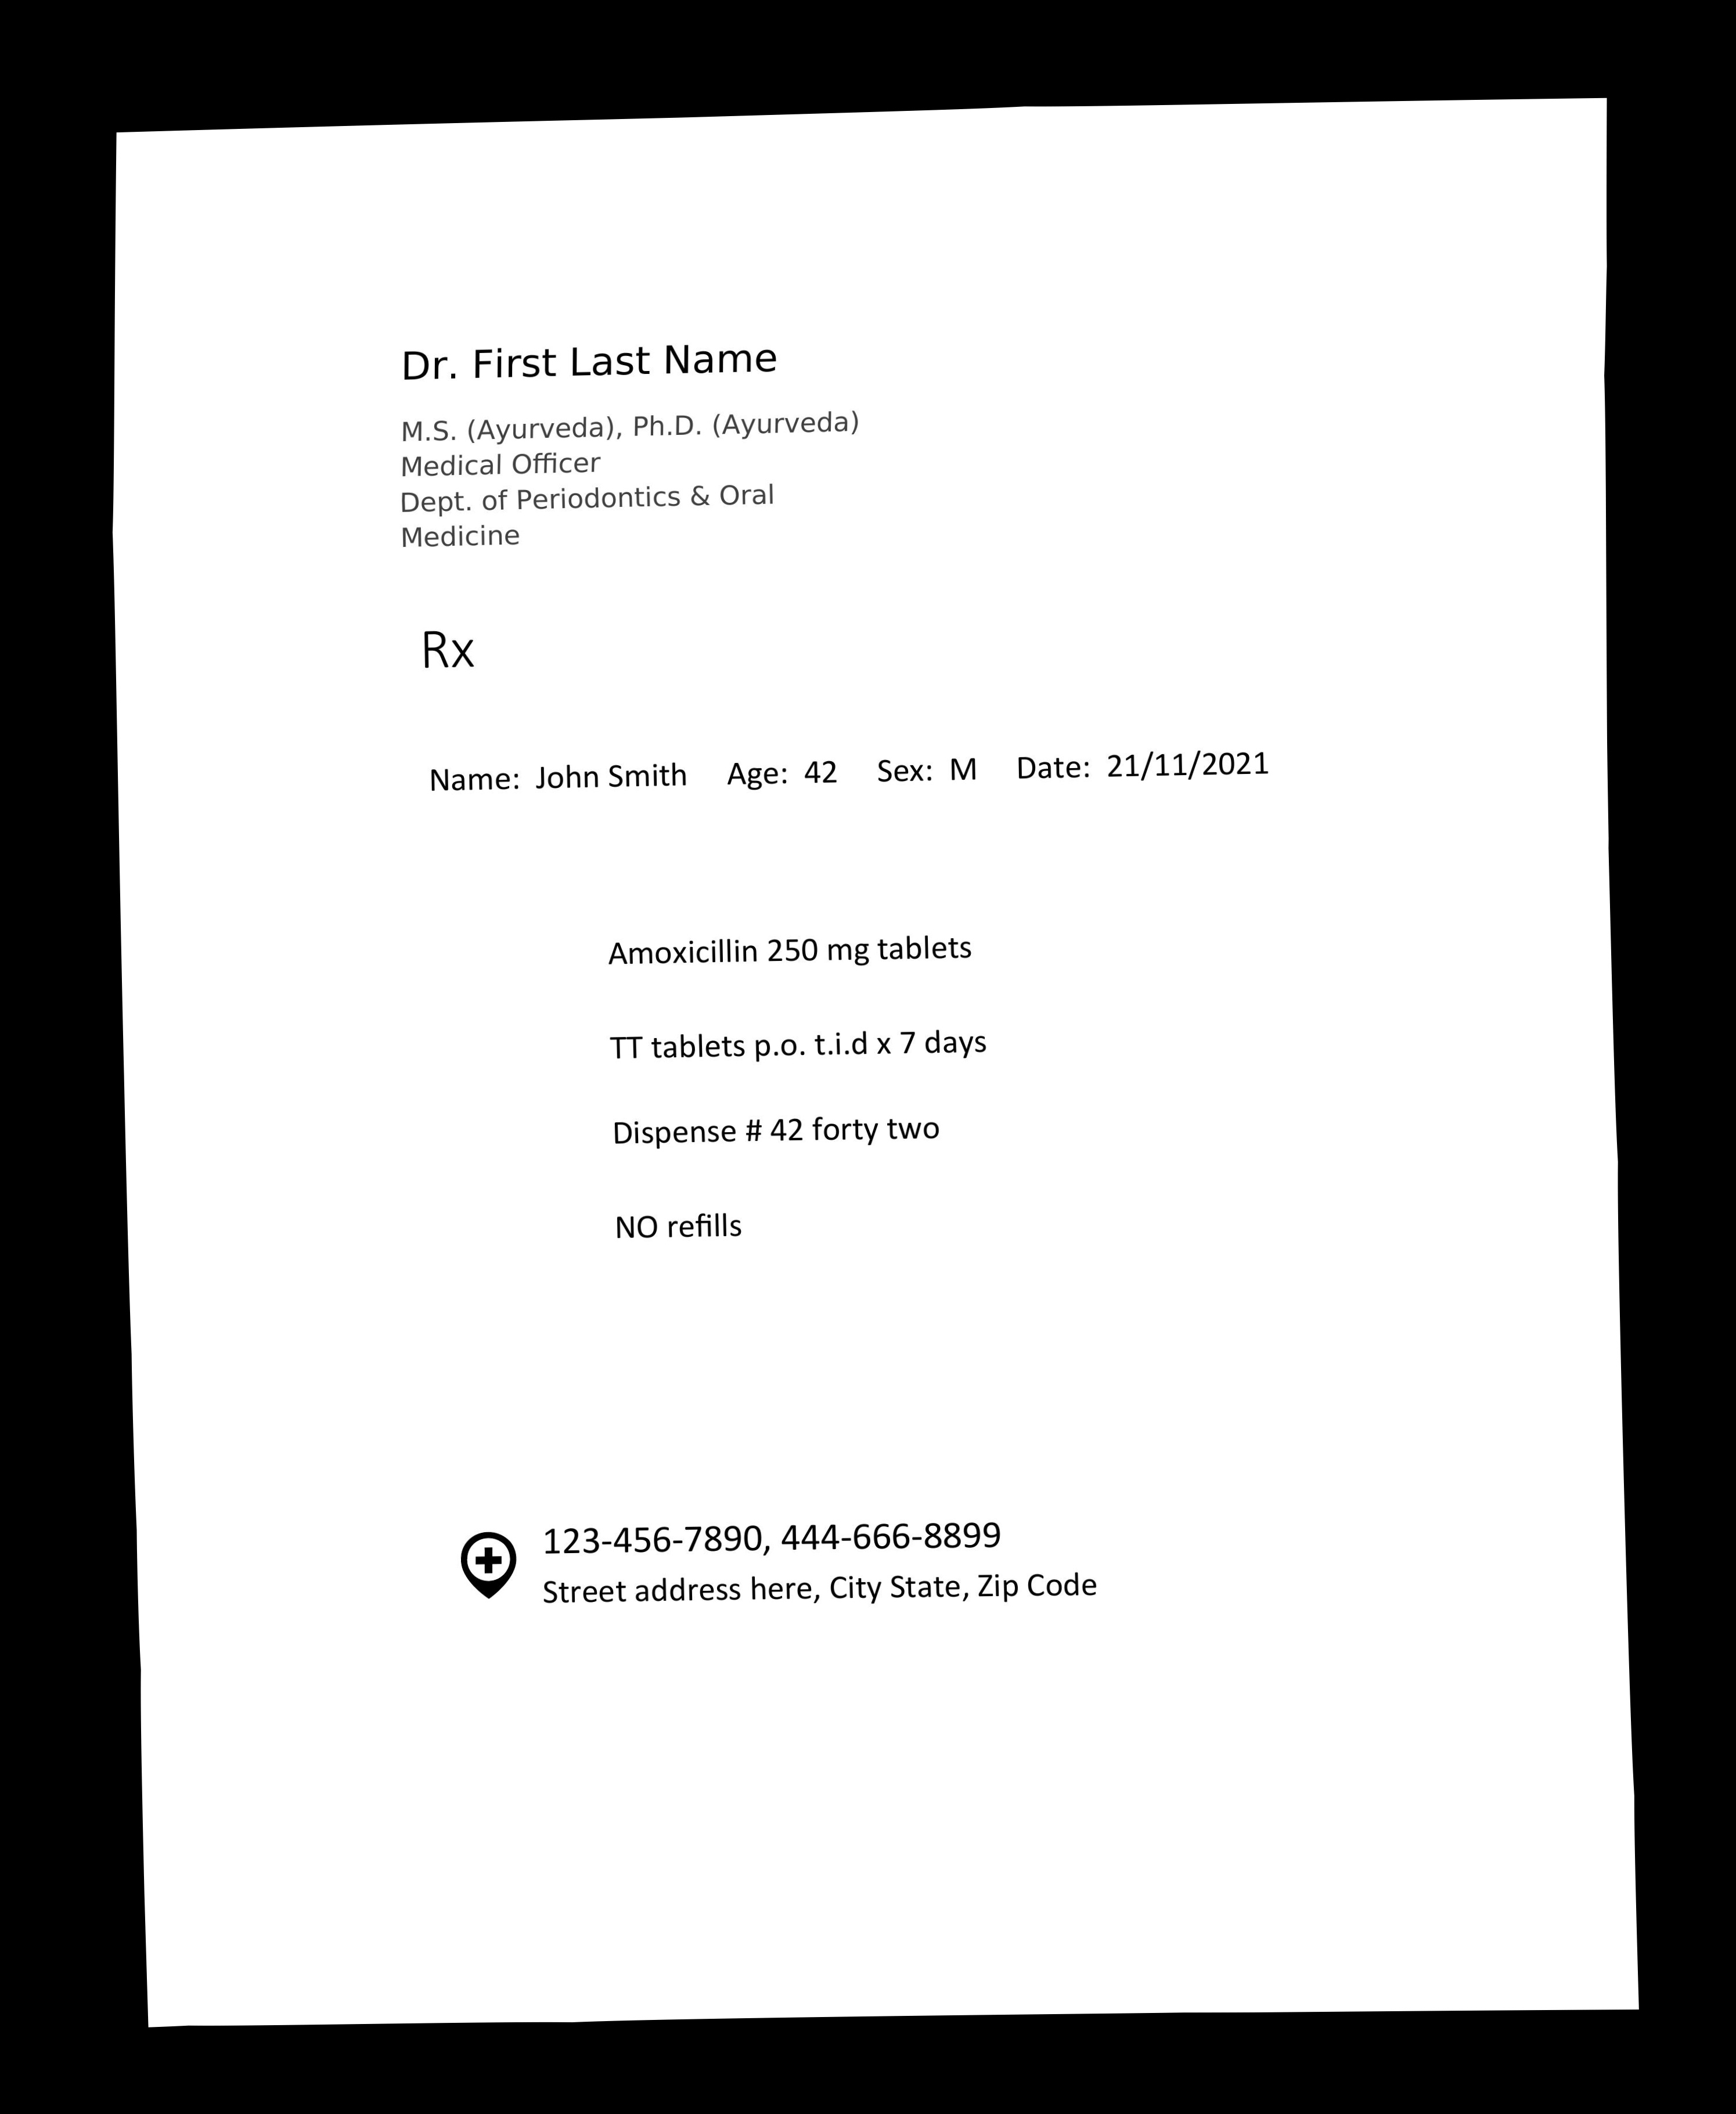 Dr. First Last Name
M.S. (Ayurveda), Ph.D. (Ayurveda)
Medical Officer
Dept. of Periodontics & Oral
Medicine
Rx
Name: John Smith Age: 42 Sex: M Date: 21/11/2021
Amoxicillin 250 mg tablets
TT tablets p.o. t.i.d x 7 days
Dispense # 42 forty two
NO refills
123-456-7890, 444-666-8899
Street address here, City State, Zip Code